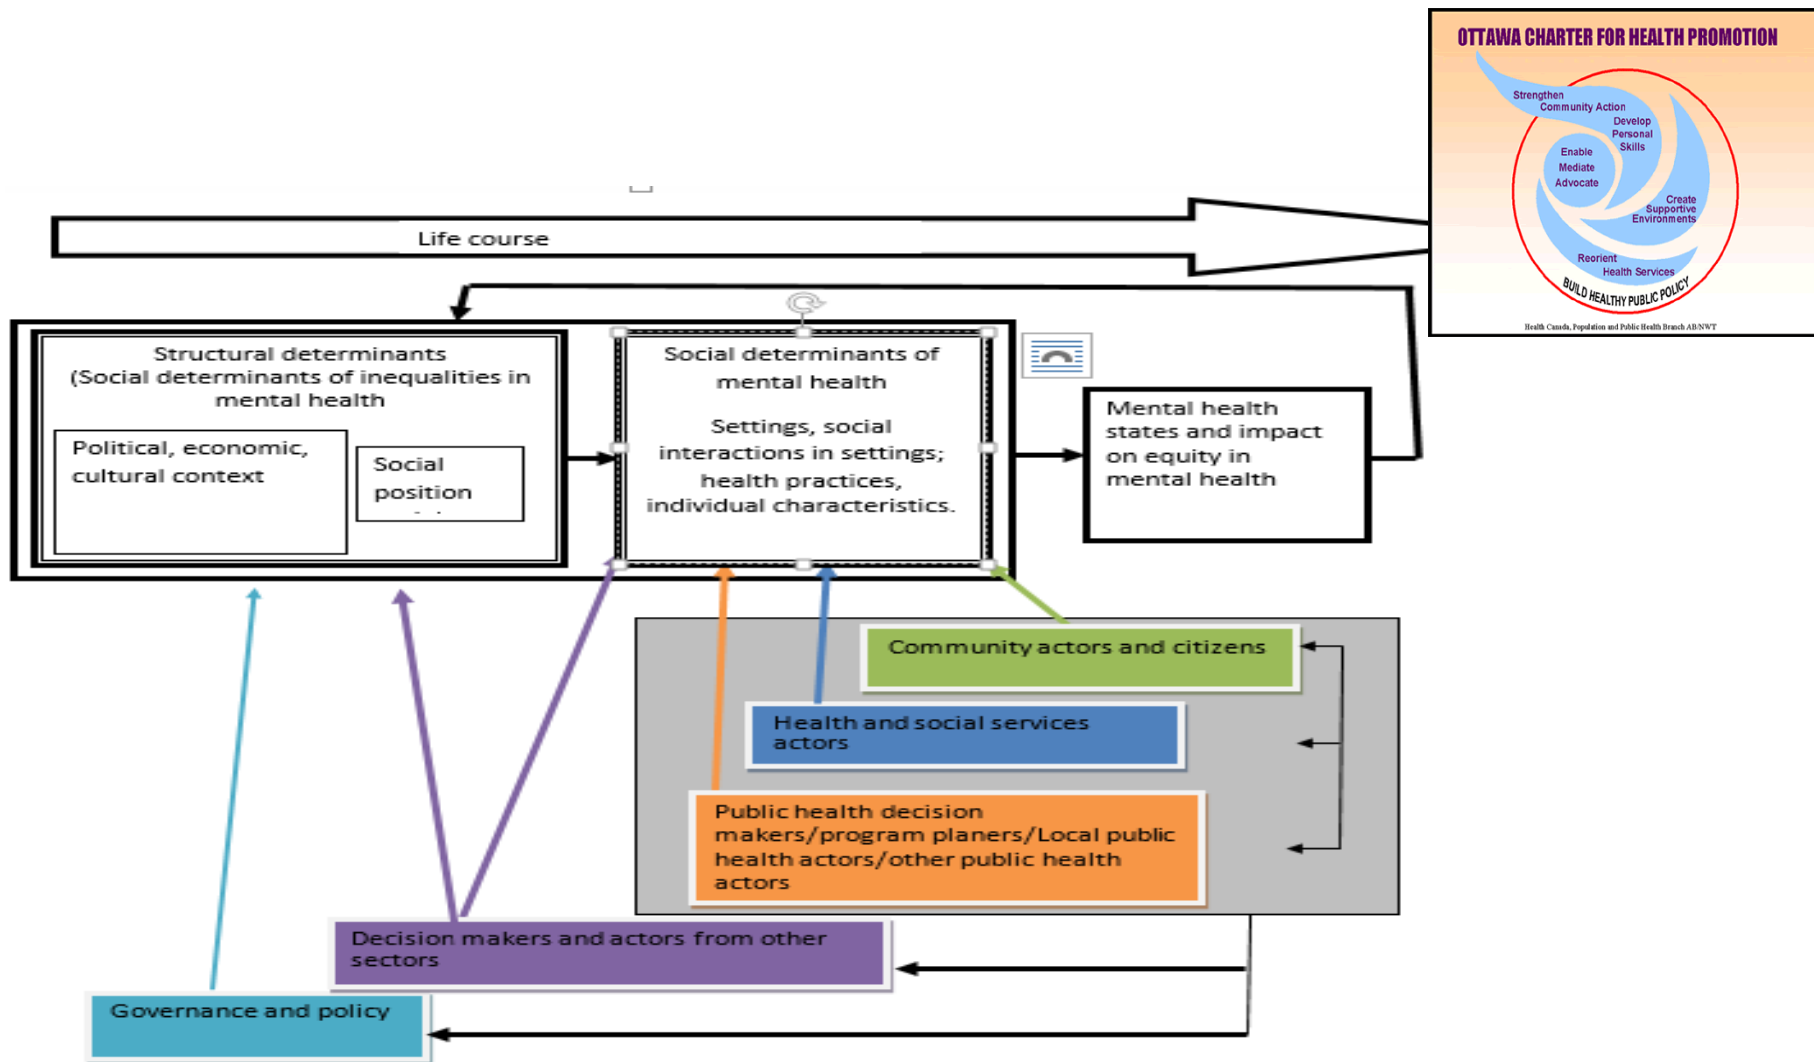 OTTAWA CHARTER FOR HEALTH PROMOTION
Strengthen
Community Action
Develop
Personal
Skills
Enable
Mediate
Advocate
Create
Supportive
Environments
Reorient
Health Services
BUILD HEALTHY PUBLIC POLICY
Health Canada, Population and Public Health Branch AB/NWT
Life course
Structural determinants
(Social determinants of inequalities in
mental health
Political, economic,
cultural context
Social
position
Social determinants of
mental health
Settings, social
interactions in settings;
health practices,
individual characteristics.
Mental health
states and impact
on equity in
mental health
Community actors and citizens
Health and social services
actors
Public health decision
makers/program planers/Local public
health actors/other public health
actors
Decision makers and actors from other
sectors
Governance and policy